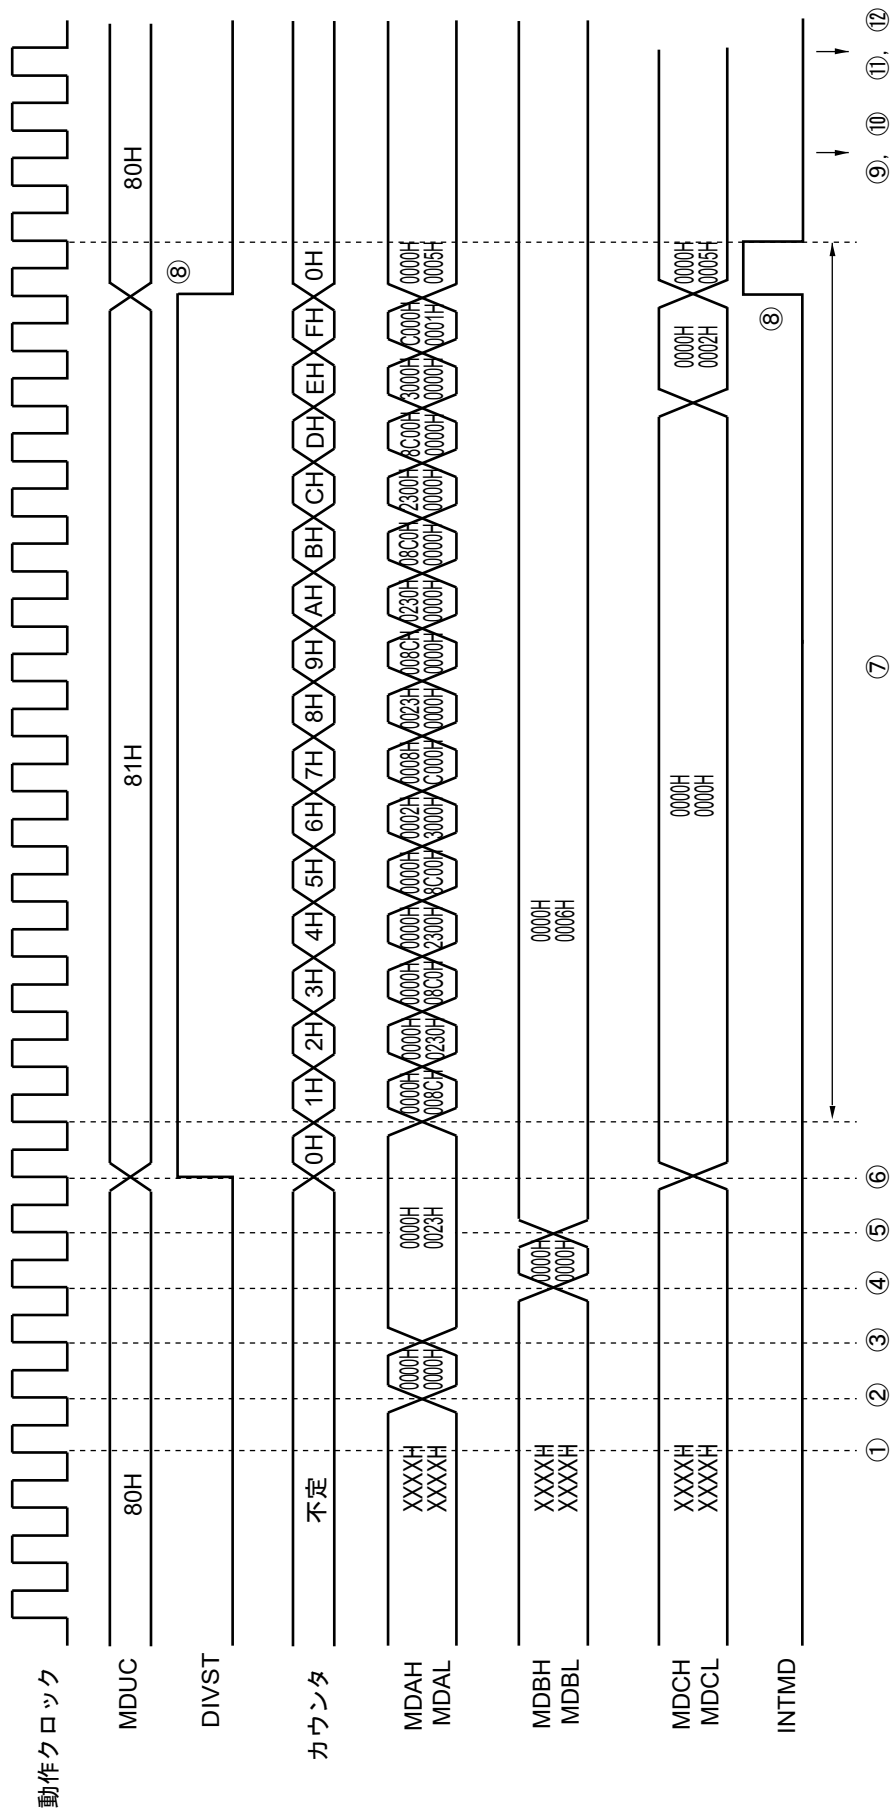 動作クロック
MDUC 80H 81H 80H
DIVST ⑧
カウンタ 不定 0H 1H 2H 3H 4H 5H 6H 7H 8H 9H AH BH CH DH EH FH 0H
MDAH XXXXH 0000H 0000H 0000H 0000H 0000H 0000H 0000H 0002H 0008H 0023H 008CH 0230H 08C0H 2300H 8C00H 3000H C000H 0000H
MDAL XXXXH 0000H 0023H 008CH 0230H 08C0H 2300H 8C00H 3000H C000H 0000H 0000H 0000H 0000H 0000H 0000H 0000H 0001H 0005H
MDBH XXXXH 0000H 0000H
MDBL XXXXH 0000H 0006H
MDCH XXXXH 0000H 0000H 0000H
MDCL XXXXH 0000H 0002H 0005H
INTMD ⑧
① ② ③ ④ ⑤ ⑥ ⑦ ⑨, ⑩ ⑪, ⑫